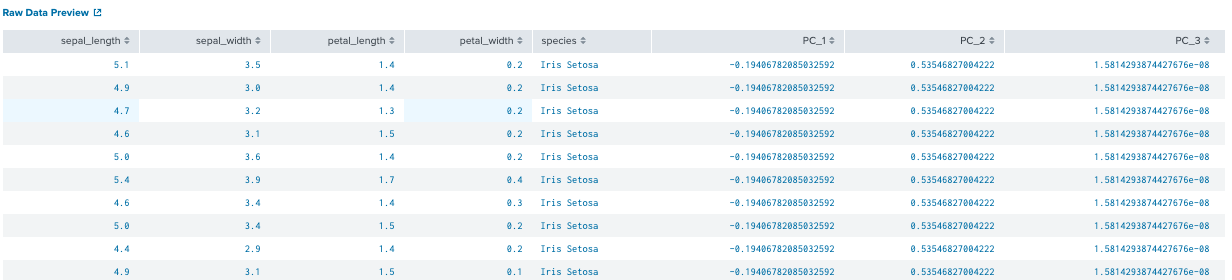 Raw Data Preview
sepal_length sepal_width petal_length petal_width species PC_1 PC_2 PC_3
5.1 3.5 1.4 0.2 Iris Setosa -0.19406782085032592 0.53546827004222 1.5814293874427676e-08
4.9 3.0 1.4 0.2 Iris Setosa -0.19406782085032592 0.53546827004222 1.5814293874427676e-08
4.7 3.2 1.3 0.2 Iris Setosa -0.19406782085032592 0.53546827004222 1.5814293874427676e-08
4.6 3.1 1.5 0.2 Iris Setosa -0.19406782085032592 0.53546827004222 1.5814293874427676e-08
5.0 3.6 1.4 0.2 Iris Setosa -0.19406782085032592 0.53546827004222 1.5814293874427676e-08
5.4 3.9 1.7 0.4 Iris Setosa -0.19406782085032592 0.53546827004222 1.5814293874427676e-08
4.6 3.4 1.4 0.3 Iris Setosa -0.19406782085032592 0.53546827004222 1.5814293874427676e-08
5.0 3.4 1.5 0.2 Iris Setosa -0.19406782085032592 0.53546827004222 1.5814293874427676e-08
4.4 2.9 1.4 0.2 Iris Setosa -0.19406782085032592 0.53546827004222 1.5814293874427676e-08
4.9 3.1 1.5 0.1 Iris Setosa -0.19406782085032592 0.53546827004222 1.5814293874427676e-08